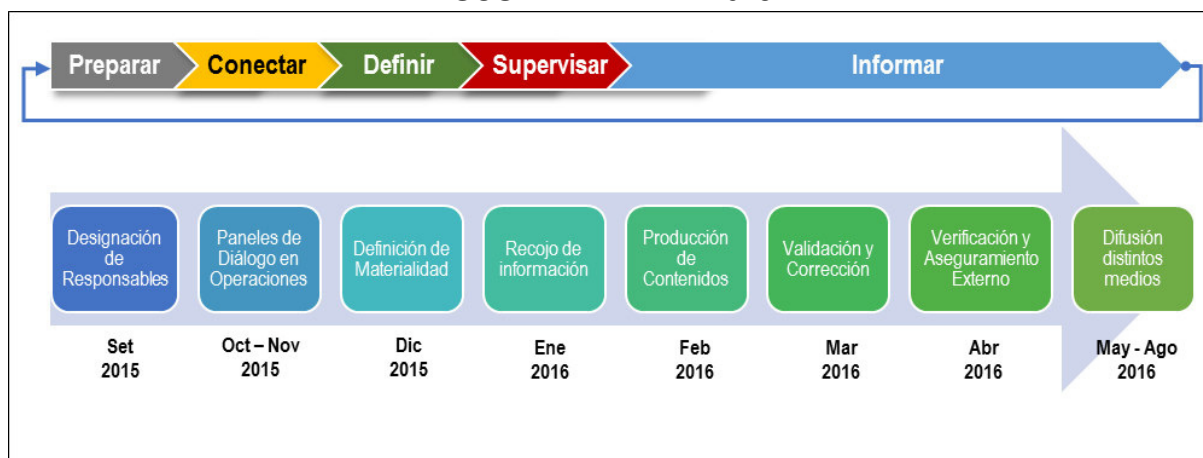 Preparar
Conectar
Definir
Supervisar
Informar
Designación
de
Responsables
Paneles de
Diálogo en
Operaciones
Definición de
Materialidad
Recojo de
información
Producción
de
Contenidos
Validación y
Corrección
Verificación y
Aseguramiento
Externo
Difusión
distintos
medios
Set
2015
Oct – Nov
2015
Dic
2015
Ene
2016
Feb
2016
Mar
2016
Abr
2016
May - Ago
2016